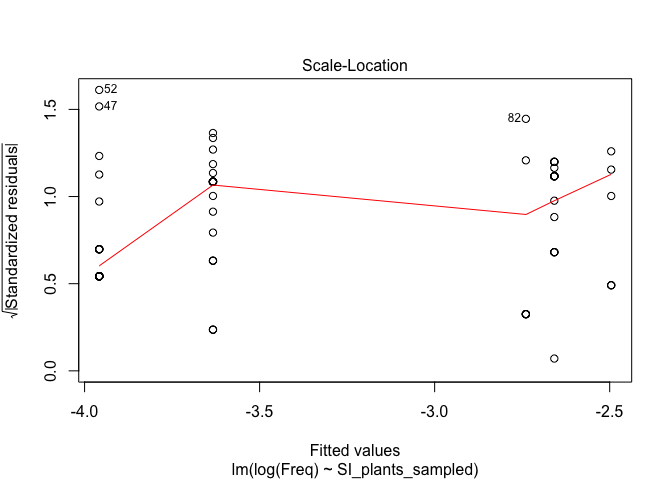 Scale-Location
√|Standardized residuals|
0.0
0.5
1.0
1.5
52
47
82
-4.0
-3.5
-3.0
-2.5
Fitted values
lm(log(Freq) ~ SI_plants_sampled)